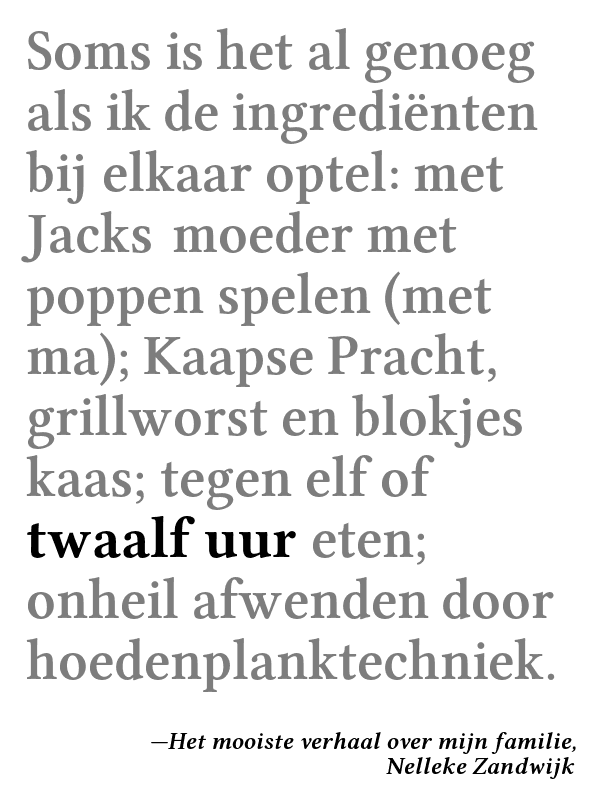 Soms is het al genoeg
als ik de ingrediënten
bij elkaar optel: met
Jacks moeder met
poppen spelen (met
ma); Kaapse Pracht,
grillworst en blokjes
kaas; tegen elf of
twaalf uur eten;
onheil afwenden door
hoedenplanktechniek.
—Het mooiste verhaal over mijn familie,
Nelleke Zandwijk